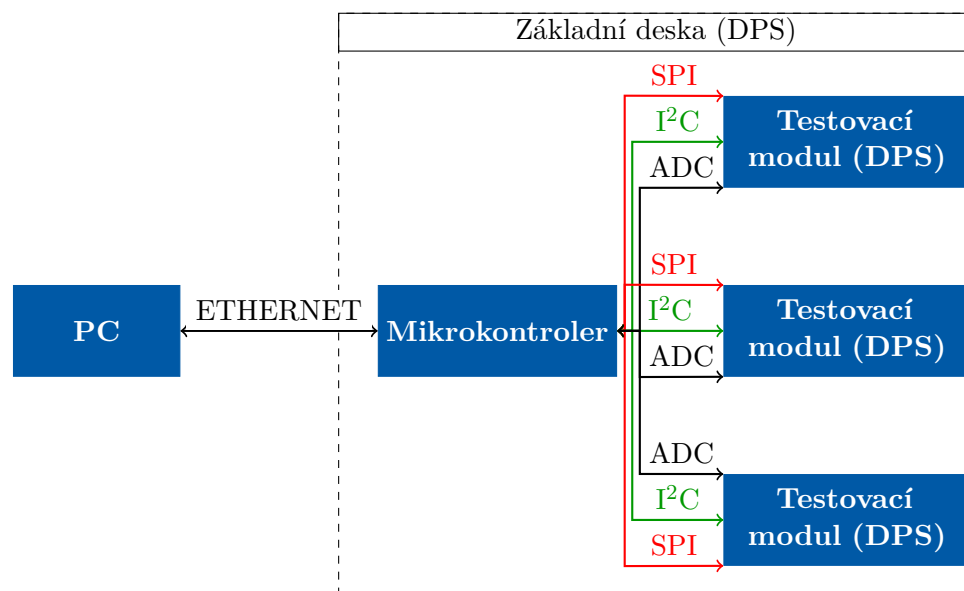 Základní deska (DPS)
SPI
I²C
ADC
Testovací
modul (DPS)
PC
ETHERNET
Mikrokontroler
SPI
I²C
ADC
Testovací
modul (DPS)
ADC
I²C
SPI
Testovací
modul (DPS)